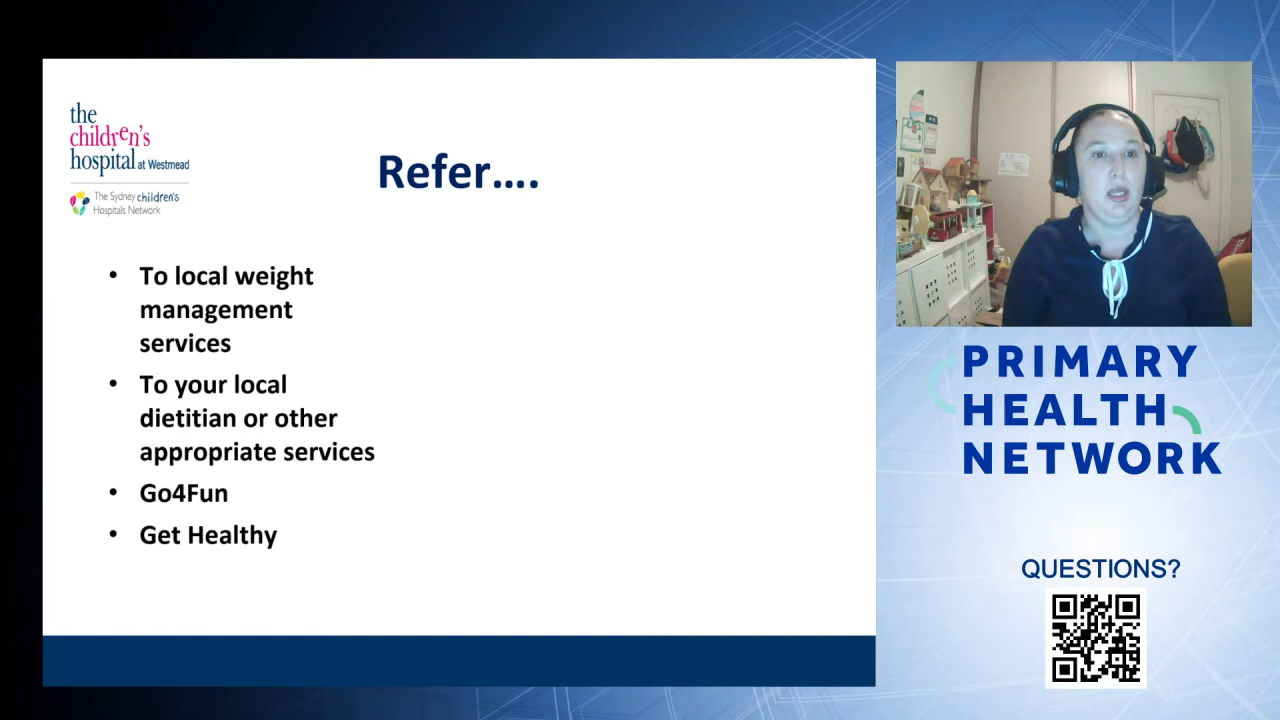 the
children's
hospital at Westmead
The Sydney children's
Hospitals Network
Refer....
• To local weight
management
services
• To your local
dietitian or other
appropriate services
• Go4Fun
• Get Healthy
PRIMARY
HEALTH
NETWORK
QUESTIONS?